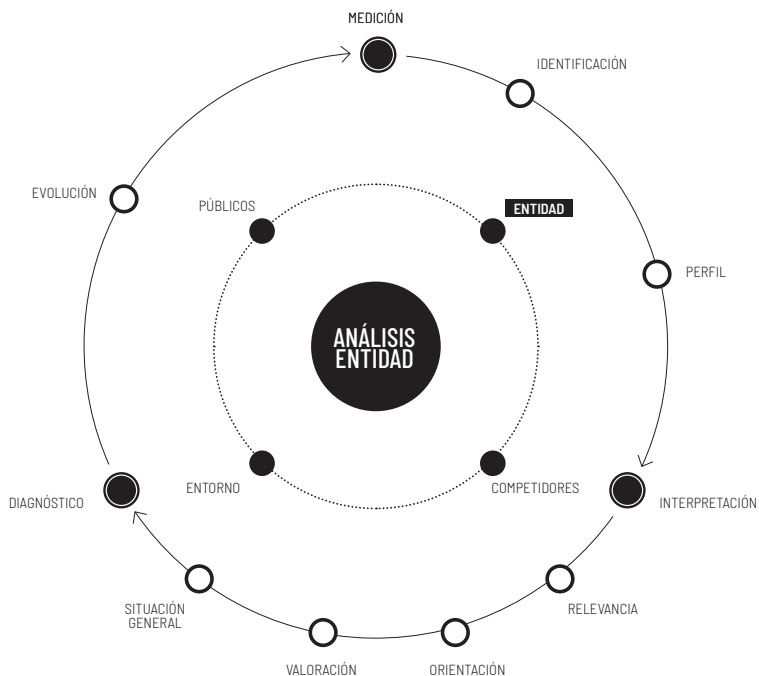 MEDICIÓN
IDENTIFICACIÓN
EVOLUCIÓN
PÚBLICOS
ENTIDAD
PERFIL
ANÁLISIS
ENTIDAD
ENTORNO
COMPETIDORES
DIAGNÓSTICO
INTERPRETACIÓN
SITUACIÓN
GENERAL
RELEVANCIA
VALORACIÓN
ORIENTACIÓN